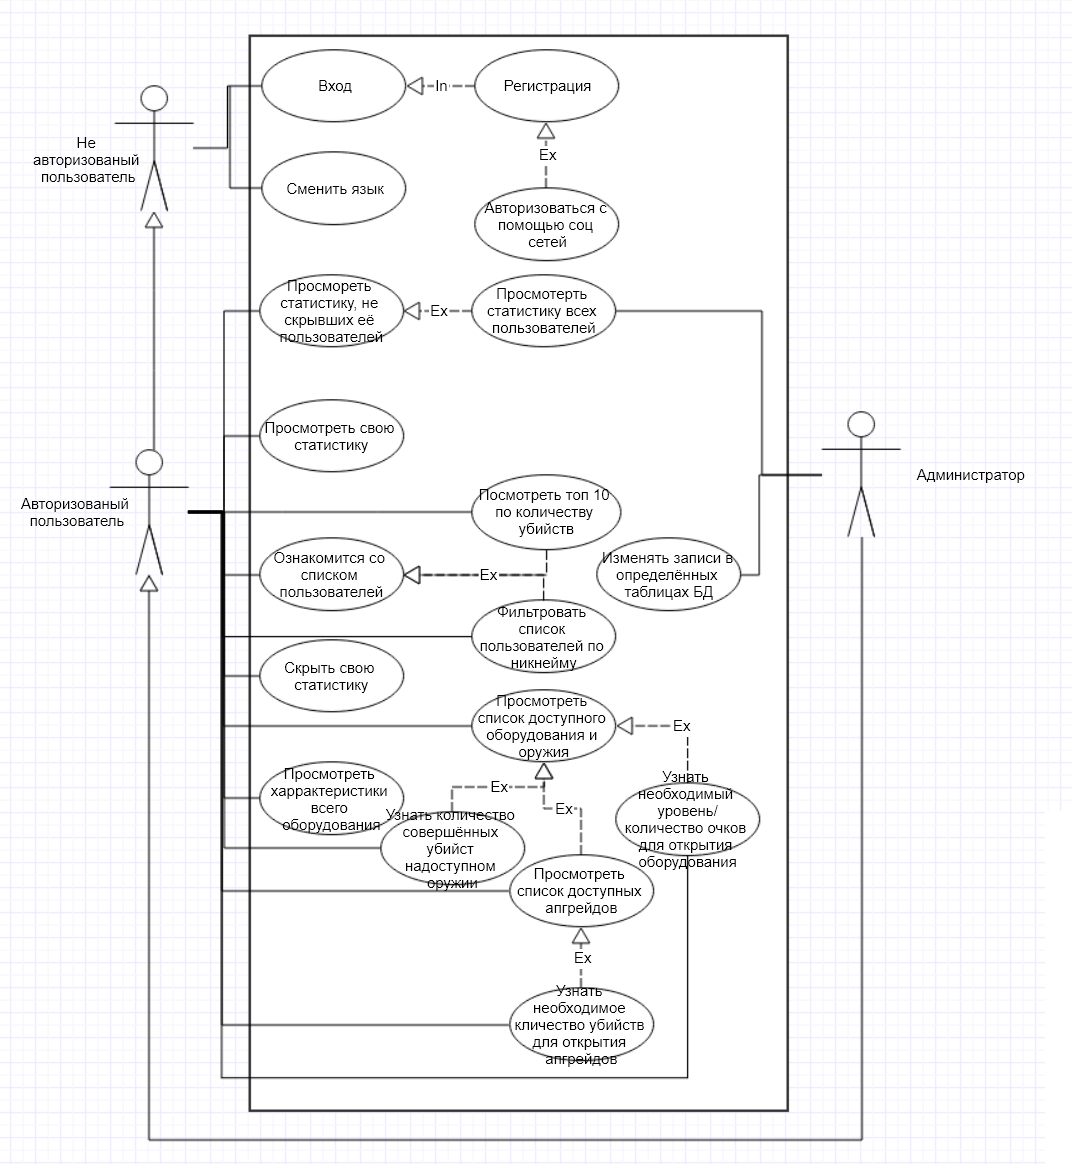 Вход
In
Регистрация
Не
авторизованый
пользователь
Ex
Сменить язык
Авторизоваться с
помощью соц
сетей
Просмореть
статистику, не
скрывших её
пользователей
Ex
Просмотерть
статистику всех
пользователей
Просмотреть свою
статистику
Администратор
Авторизованый
пользователь
Посмотреть топ 10
по количеству
убийств
Ознакомится со
списком
пользователей
Ex
Изменять записи в
определённых
таблицах БД
Фильтровать
список
пользователей по
никнейму
Скрыть свою
статистику
Просмотреть
список доступного
оборудования и
оружия
Ex
Просмотреть
харрактеристики
всего
оборудования
Ex
Ex
Узнать
необходимый
уровень/
количество очков
для открытия
оборудования
Узнать количество
совершённых
убийст
надоступном
оружии
Просмотреть
список доступных
апгрейдов
Ex
Узнать
необходимое
кличество убийств
для открытия
апгрейдов